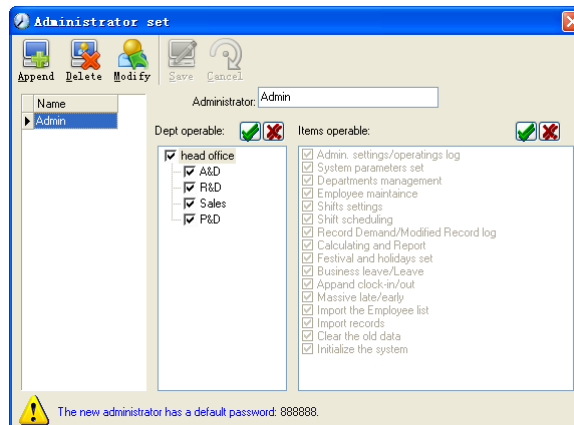 Administrator set
Append Delete Modify Save Cancel
Name
Admin
Administrator: Admin
Dept operable:
head office
A&D
R&D
Sales
P&D
Items operable:
Admin. settings/operatings log
System parameters set
Departments management
Employee maintaince
Shifts settings
Shift scheduling
Record Demand/Modified Record log
Calculating and Report
Festival and holidays set
Business leave/Leave
Appand clock-in/out
Massive late/early
Import the Employee list
Import records
Clear the old data
Initialize the system
The new administrator has a default password: 888888.